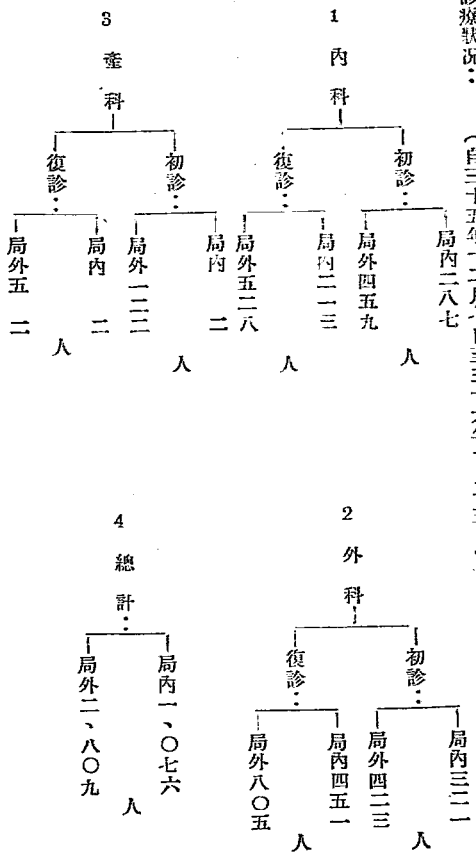 診療狀況：
1 內科
初診：
局內二八七
局外四五九
人
復診：
局內二一三
局外五二八
人
2 外科
初診：
局內三二一
局外四二三
人
復診：
局內四五一
局外八〇五
人
3 產科
初診：
局內 二
局外一二二
人
復診：
局內 二
局外五 二
人
4 總計：
局內一、〇七六
局外二、八〇九
人